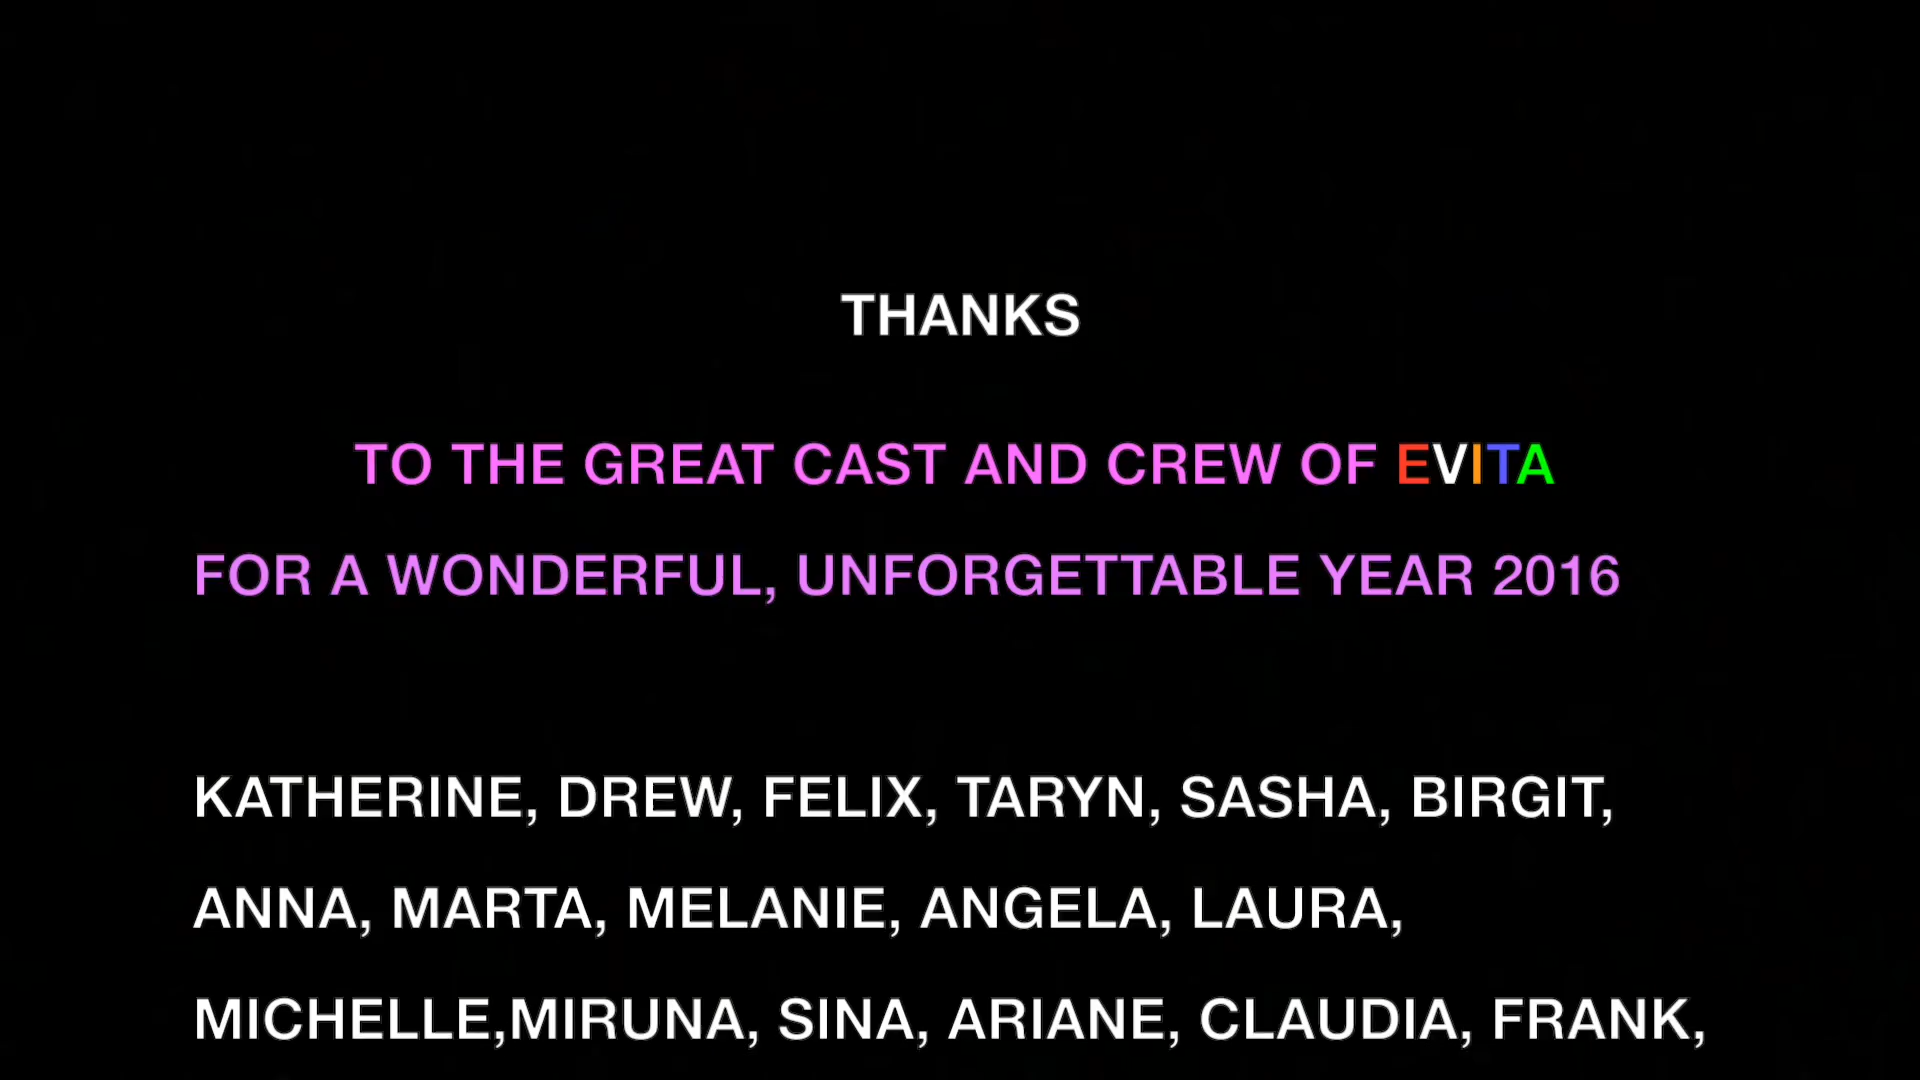 THANKS
TO THE GREAT CAST AND CREW OF EVITA
FOR A WONDERFUL, UNFORGETTABLE YEAR 2016
KATHERINE, DREW, FELIX, TARYN, SASHA, BIRGIT,
ANNA, MARTA, MELANIE, ANGELA, LAURA,
MICHELLE,MIRUNA, SINA, ARIANE, CLAUDIA, FRANK,